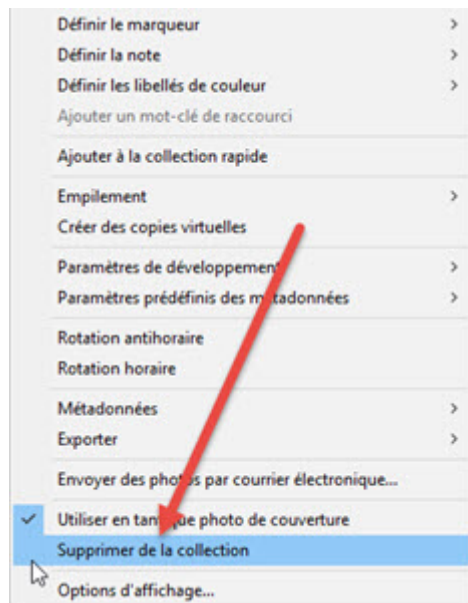 Définir le marqueur
Définir la note
Définir les libellés de couleur
Ajouter un mot-clé de raccourci
Ajouter à la collection rapide
Empilement
Créer des copies virtuelles
Paramètres de développement
Paramètres prédéfinis des métadonnées
Rotation antihoraire
Rotation horaire
Métadonnées
Exporter
Envoyer des photos par courrier électronique...
Utiliser en tant que photo de couverture
Supprimer de la collection
Options d'affichage...